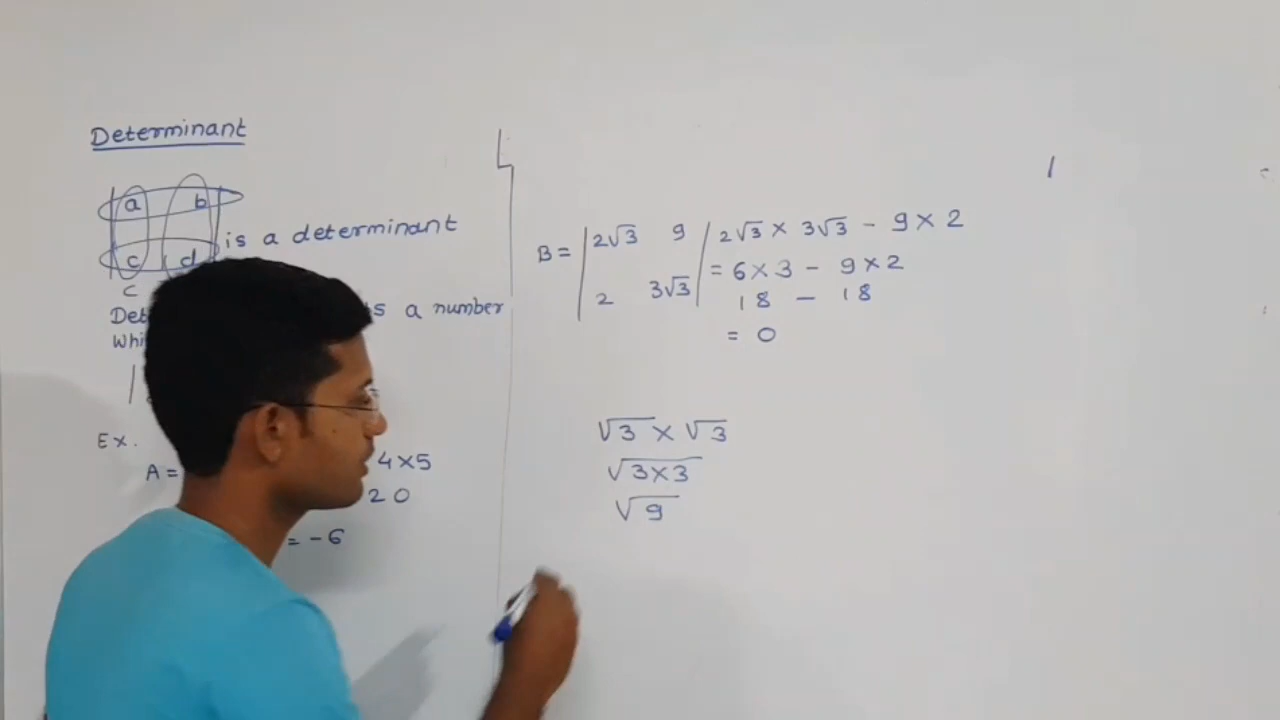 Determinant
a b
c d is a determinant
c
Det s a number
Whi
Ex.
A = 4 × 5
20
= -6
B = | 2√3 9 | 2√3 × 3√3 - 9 × 2
= 6 × 3 - 9 × 2
2 3√3
18 - 18
= 0
√3 × √3
√3×3
√9